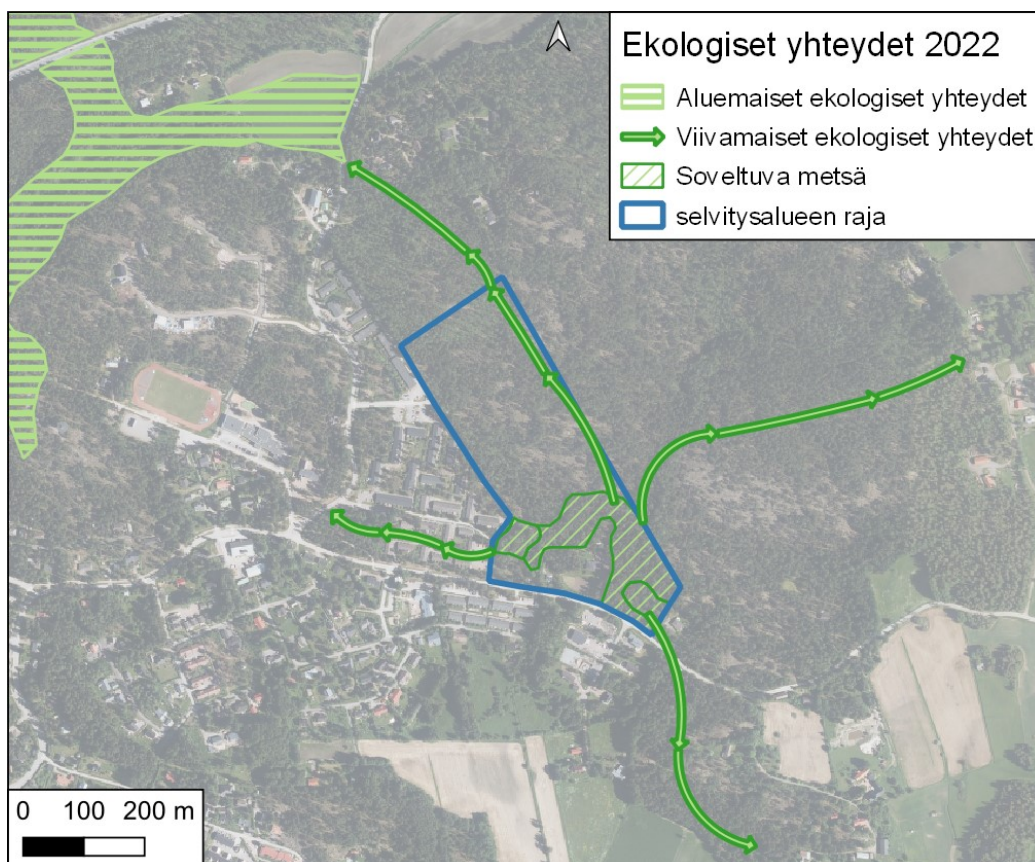 Ekologiset yhteydet 2022
Aluemaiset ekologiset yhteydet
Viivamaiset ekologiset yhteydet
Soveltuva metsä
selvitysalueen raja
0 100 200 m